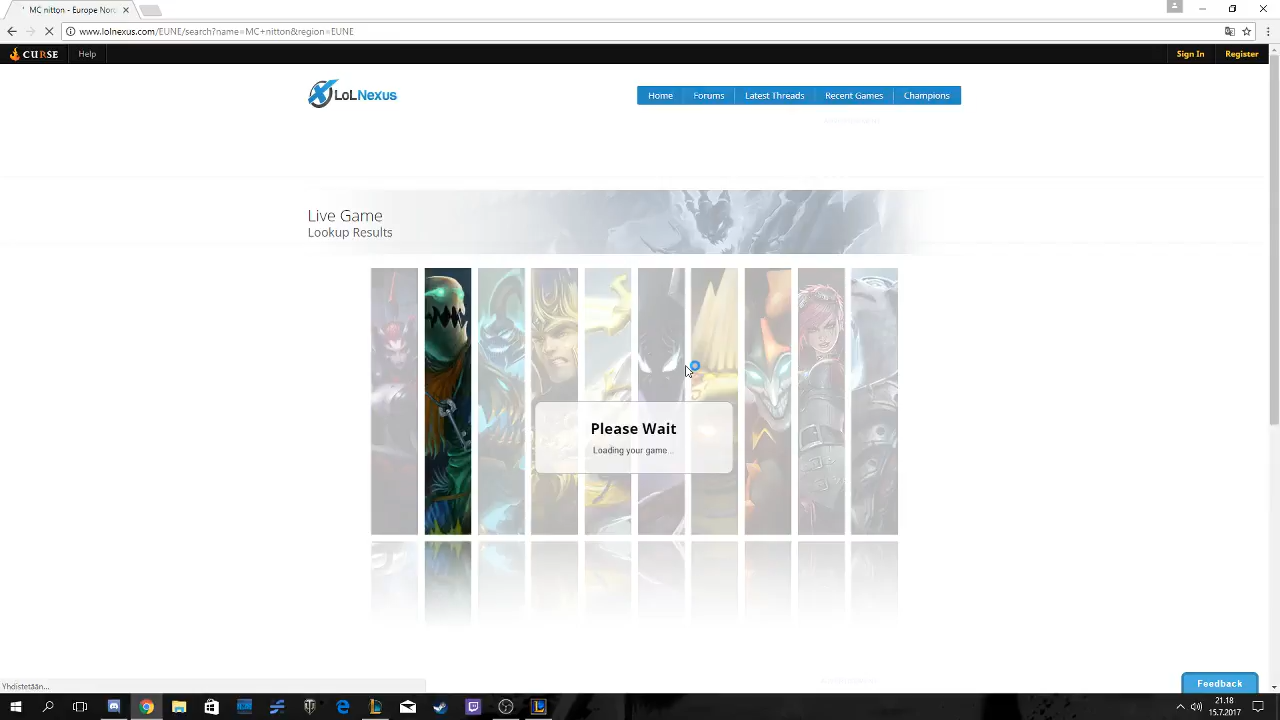 MC nitton - Europe Nord
www.lolnexus.com/EUNE/search?name=MC+nitton&region=EUNE
CURSE Help Sign In Register
LoLNexus Home Forums Latest Threads Recent Games Champions
Live Game
Lookup Results
Please Wait
Loading your game...
Feedback
Yhdistetään...
21.18
15.7.2017